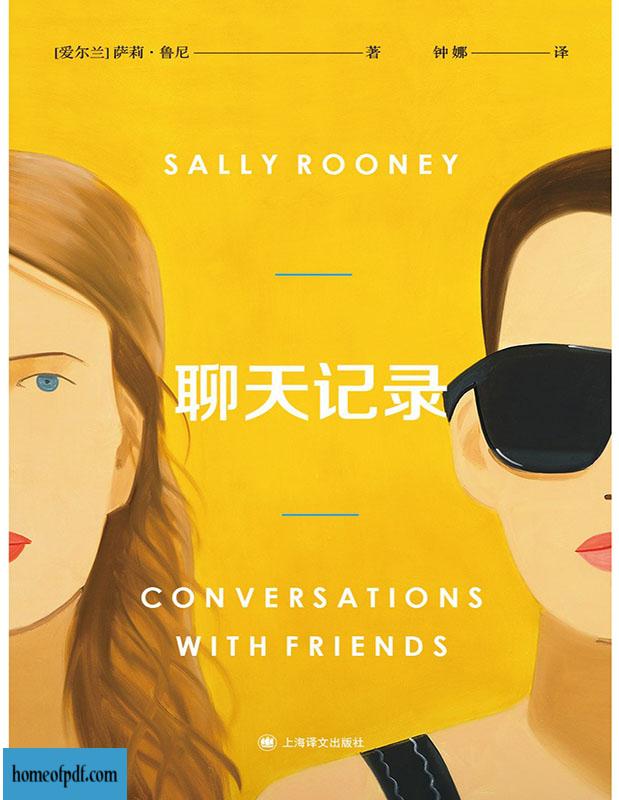 [爱尔兰] 萨莉·鲁尼 著 钟娜 译
SALLY ROONEY
聊天记录
CONVERSATIONS
WITH FRIENDS
上海译文出版社
homeofpdf.com